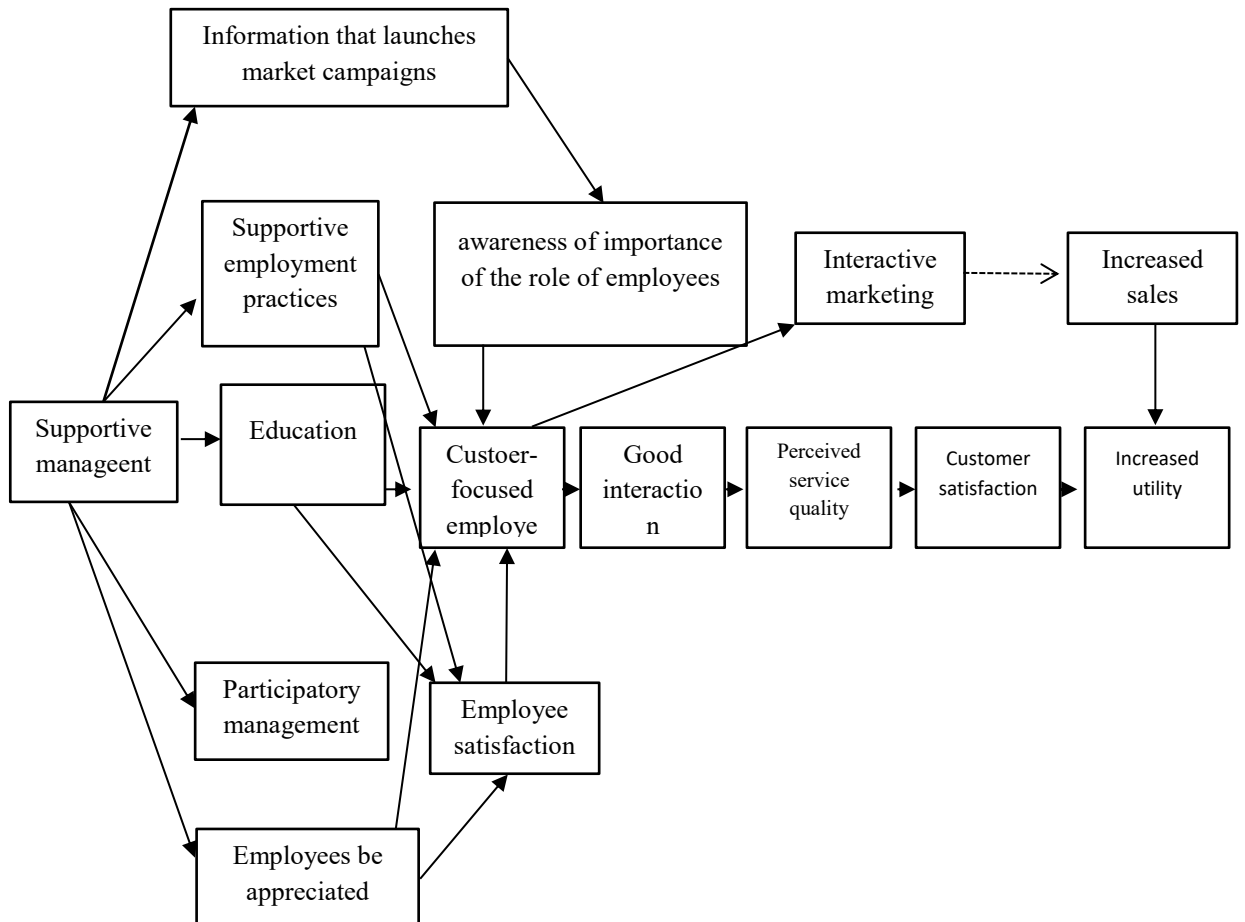 Information that launches
market campaigns
Supportive
employment
practices
awareness of importance
of the role of employees
Interactive
marketing
Increased
sales
Supportive
manageent
Education
Custoer-
focused
employe
Good
interactio
n
Perceived
service
quality
Customer
satisfaction
Increased
utility
Participatory
management
Employee
satisfaction
Employees be
appreciated